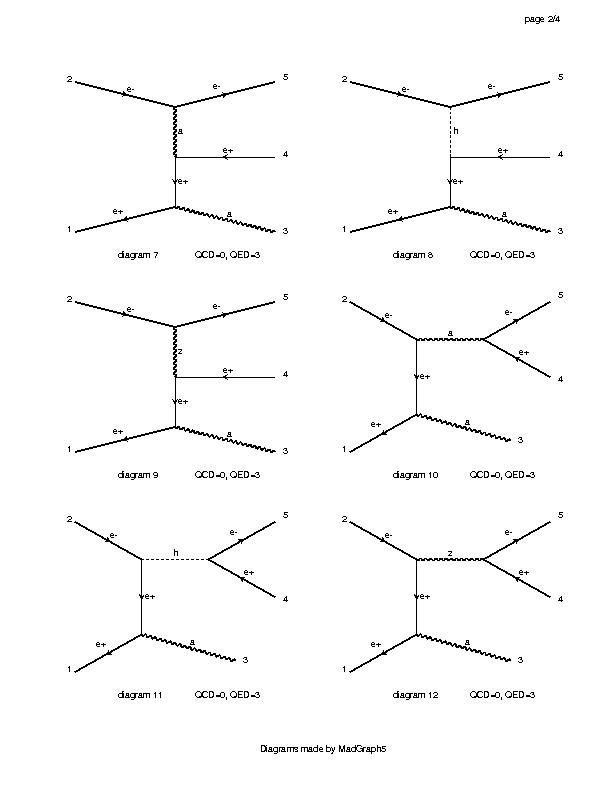 page 2/4
2 e- e- 5
a
e+ 4
e+
e+ a
1 3
diagram 7 QCD=0, QED=3
2 e- e- 5
h
e+ 4
e+
e+ a
1 3
diagram 8 QCD=0, QED=3
2 e- e- 5
z
e+ 4
e+
e+ a
1 3
diagram 9 QCD=0, QED=3
2 e- e- 5
a
e+
e+ 4
e+ a
1 3
diagram 10 QCD=0, QED=3
2 e- e- 5
h
e+
e+ 4
e+ a
1 3
diagram 11 QCD=0, QED=3
2 e- e- 5
z
e+
e+ 4
e+ a
1 3
diagram 12 QCD=0, QED=3
Diagrams made by MadGraph5